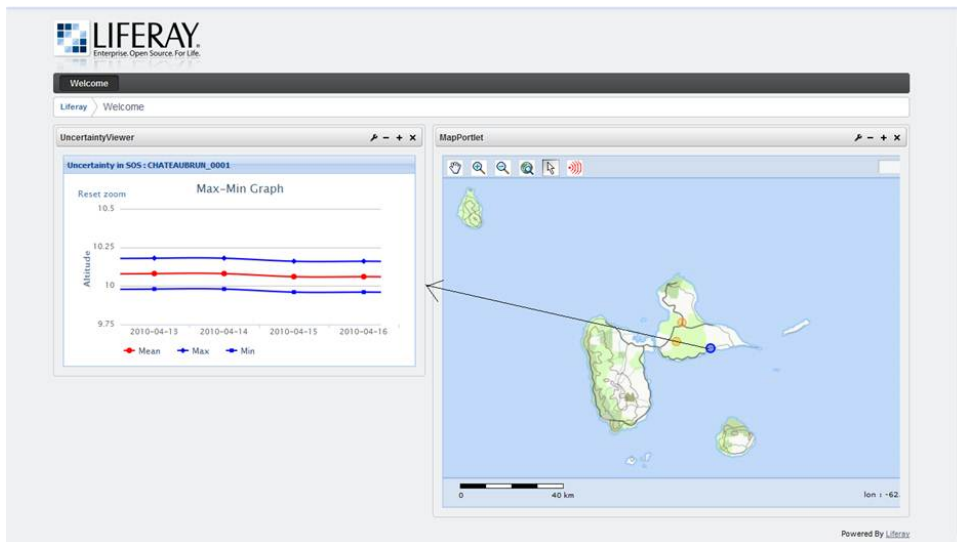 LIFERAY.
Enterprise. Open Source. For Life.
Welcome
Liferay Welcome
UncertaintyViewer
Uncertainty in SOS : CHATEAUBRUN_0001
Reset zoom
Max-Min Graph
10.5
10.25
10
9.75
Altitude
2010-04-13 2010-04-14 2010-04-15 2010-04-16
Mean Max Min
MapPortlet
0 40 km
lon : -62.
Powered By Liferay